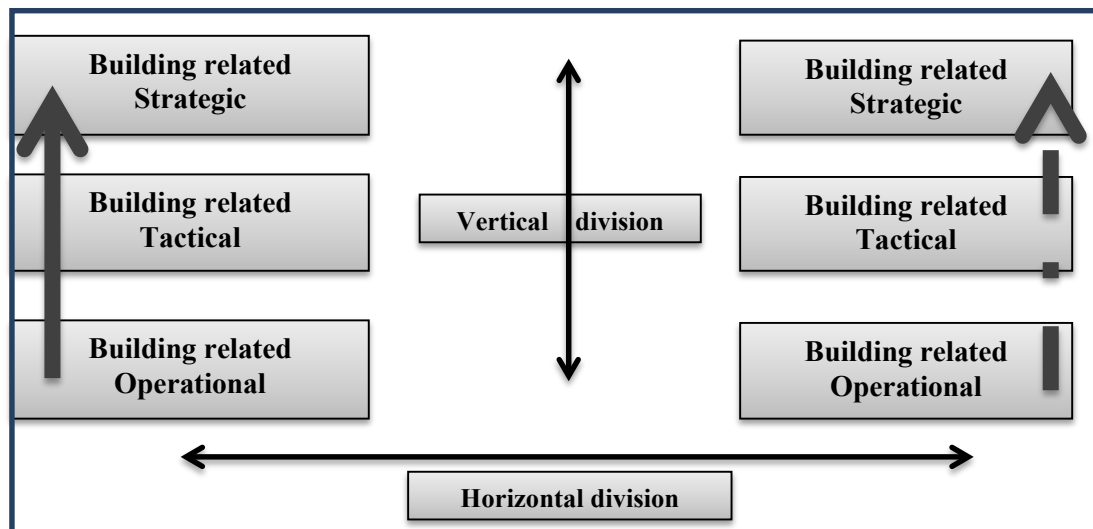 Building related
Strategic
Building related
Strategic
Building related
Tactical
Vertical division
Building related
Tactical
Building related
Operational
Building related
Operational
Horizontal division